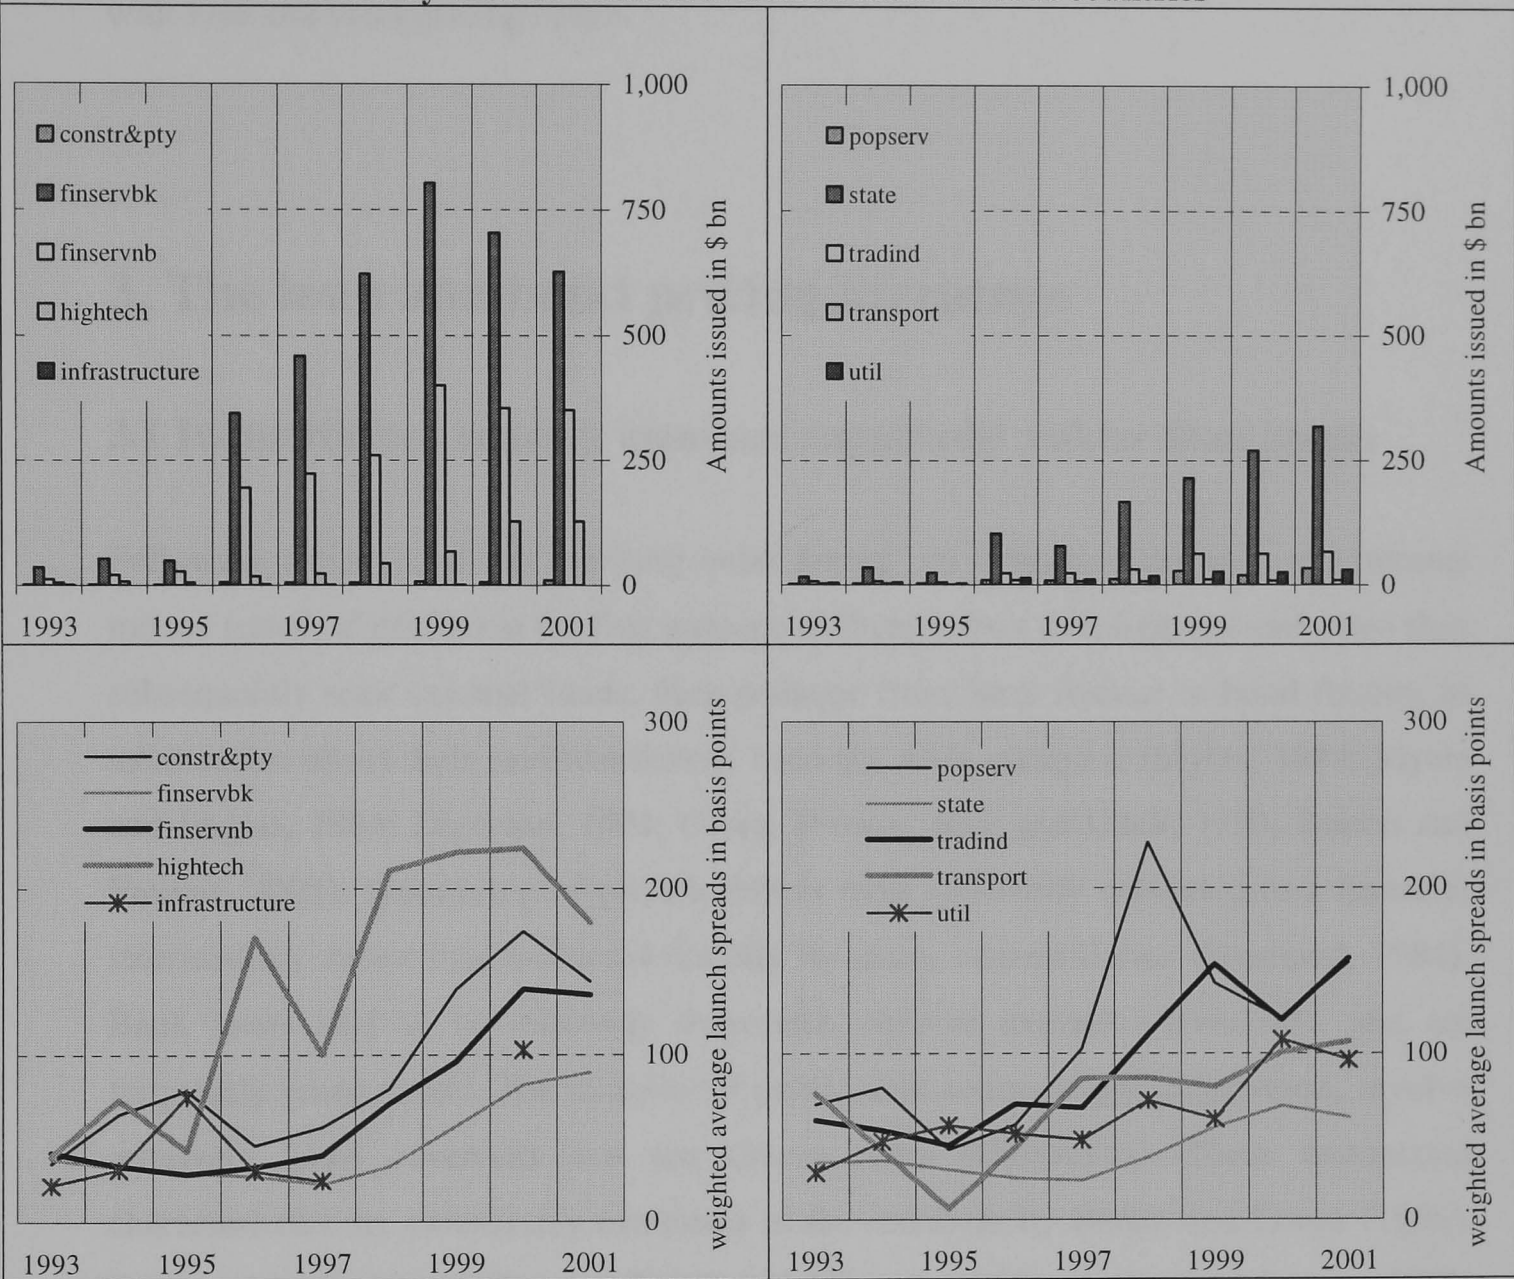 1,000
constr&pty
finservbk
750
finservnb
hightech
500
infrastructure
250
0
Amounts issued in $ bn
1993 1995 1997 1999 2001
1,000
popserv
state
750
tradind
transport
500
util
250
0
Amounts issued in $ bn
1993 1995 1997 1999 2001
300
constr&pty
finservbk
finservnb
hightech
200
infrastructure
100
0
weighted average launch spreads in basis points
1993 1995 1997 1999 2001
300
popserv
state
tradind
transport
200
util
100
0
weighted average launch spreads in basis points
1993 1995 1997 1999 2001